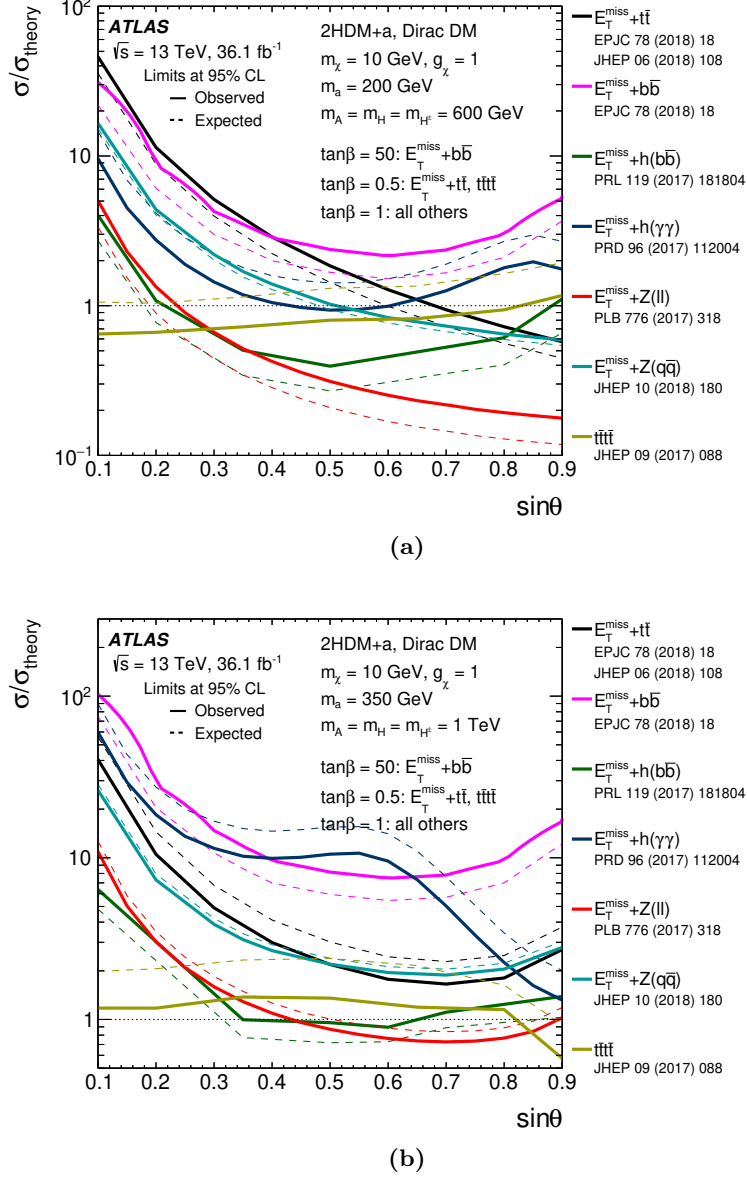 σ/σ_theory
10²
10
1
10⁻¹
ATLAS
√s = 13 TeV, 36.1 fb⁻¹
Limits at 95% CL
Observed
Expected
2HDM+a, Dirac DM
m_χ = 10 GeV, g_χ = 1
m_a = 200 GeV
m_A = m_H = m_H± = 600 GeV
tanβ = 50: E_T^miss+bb̄
tanβ = 0.5: E_T^miss+tt̄, tt̄tt̄
tanβ = 1: all others
0.1 0.2 0.3 0.4 0.5 0.6 0.7 0.8 0.9
sinθ
E_T^miss+tt̄
EPJC 78 (2018) 18
JHEP 06 (2018) 108
E_T^miss+bb̄
EPJC 78 (2018) 18
E_T^miss+h(bb̄)
PRL 119 (2017) 181804
E_T^miss+h(γγ)
PRD 96 (2017) 112004
E_T^miss+Z(ll)
PLB 776 (2017) 318
E_T^miss+Z(qq̄)
JHEP 10 (2018) 180
tt̄tt̄
JHEP 09 (2017) 088
(a)
σ/σ_theory
10²
10
1
ATLAS
√s = 13 TeV, 36.1 fb⁻¹
Limits at 95% CL
Observed
Expected
2HDM+a, Dirac DM
m_χ = 10 GeV, g_χ = 1
m_a = 350 GeV
m_A = m_H = m_H± = 1 TeV
tanβ = 50: E_T^miss+bb̄
tanβ = 0.5: E_T^miss+tt̄, tt̄tt̄
tanβ = 1: all others
0.1 0.2 0.3 0.4 0.5 0.6 0.7 0.8 0.9
sinθ
E_T^miss+tt̄
EPJC 78 (2018) 18
JHEP 06 (2018) 108
E_T^miss+bb̄
EPJC 78 (2018) 18
E_T^miss+h(bb̄)
PRL 119 (2017) 181804
E_T^miss+h(γγ)
PRD 96 (2017) 112004
E_T^miss+Z(ll)
PLB 776 (2017) 318
E_T^miss+Z(qq̄)
JHEP 10 (2018) 180
tt̄tt̄
JHEP 09 (2017) 088
(b)